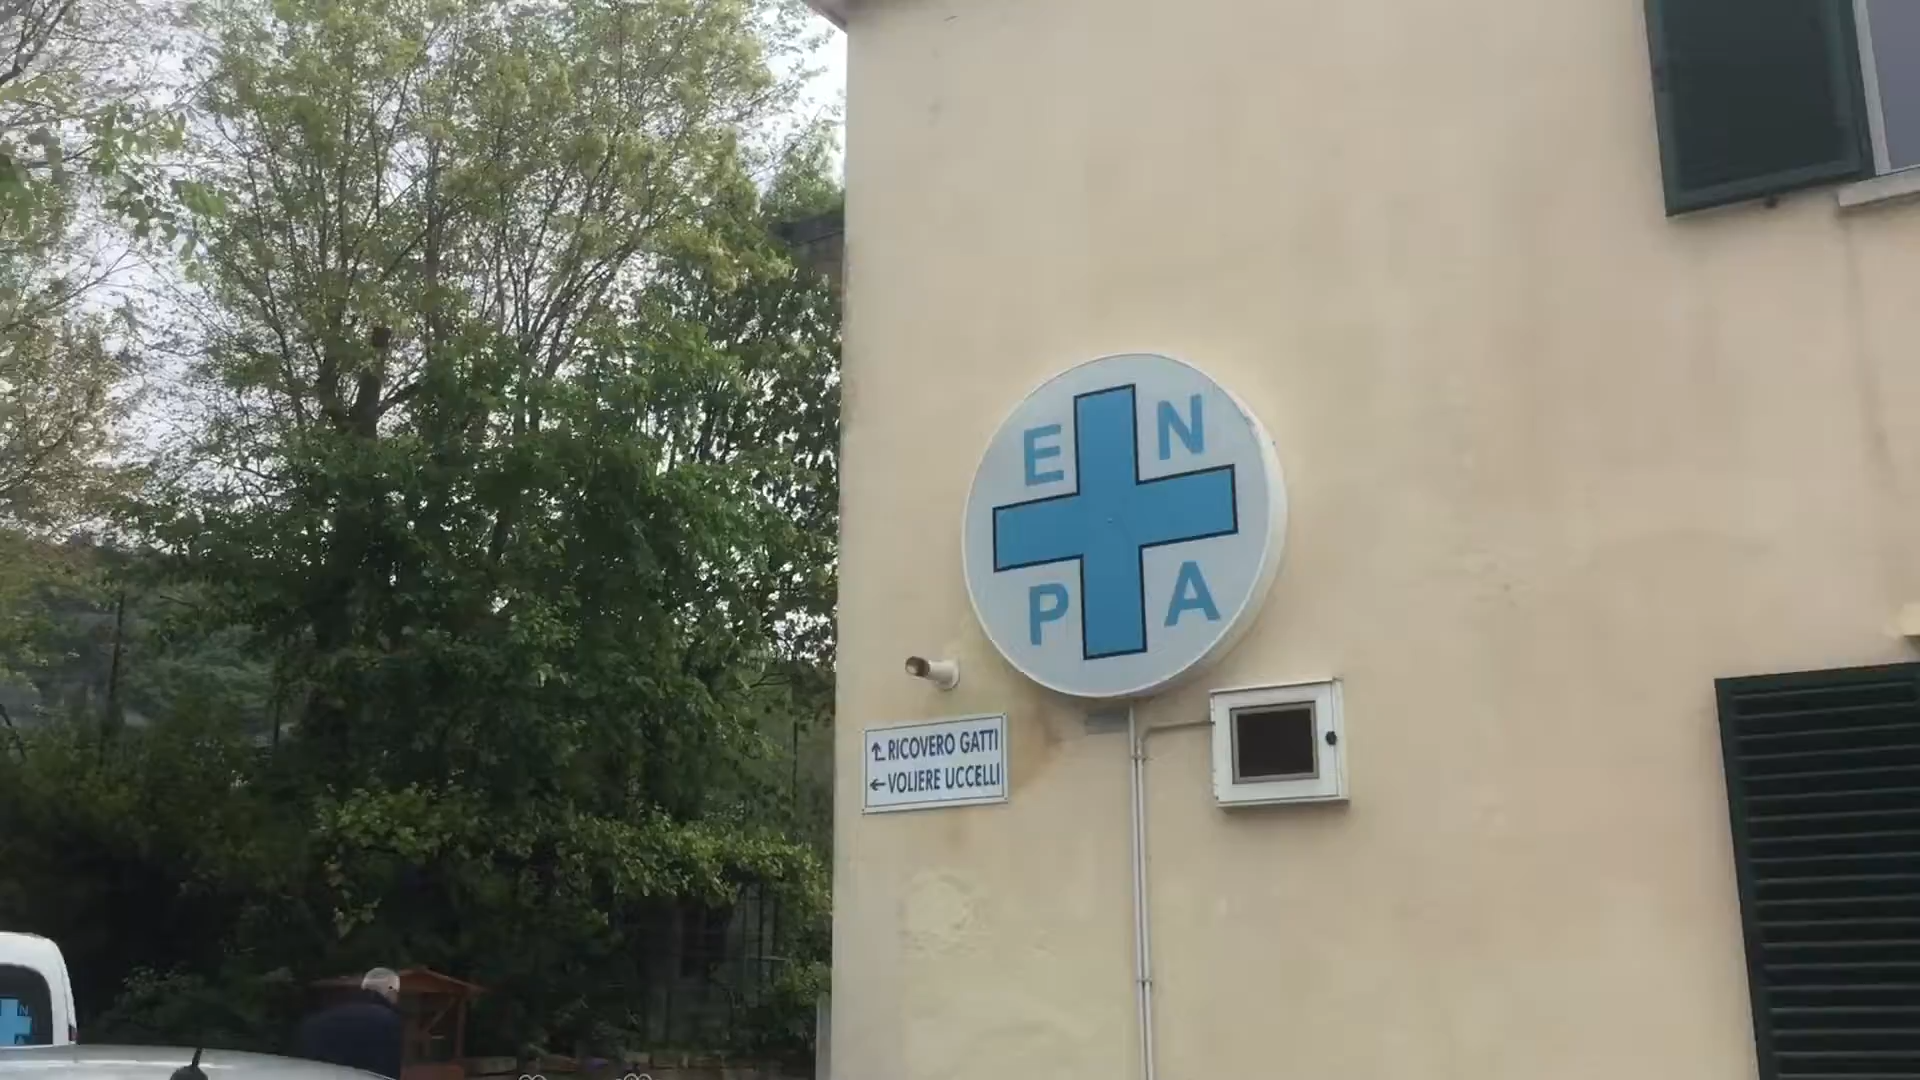 E N
P A
↰RICOVERO GATTI
←VOLIERE UCCELLI
N
A